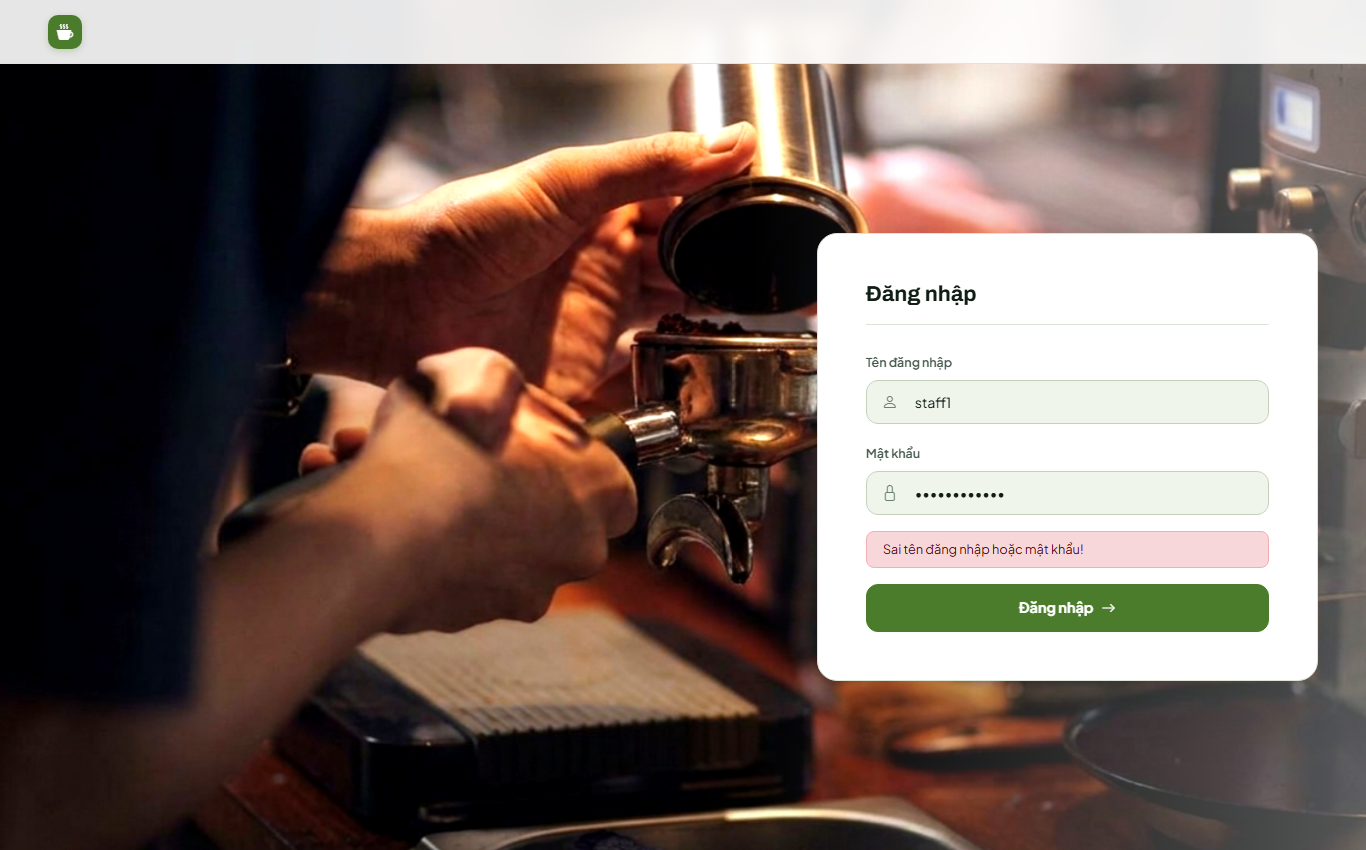 Đăng nhập
Tên đăng nhập
staff1
Mật khẩu
••••••••••••
Sai tên đăng nhập hoặc mật khẩu!
Đăng nhập →